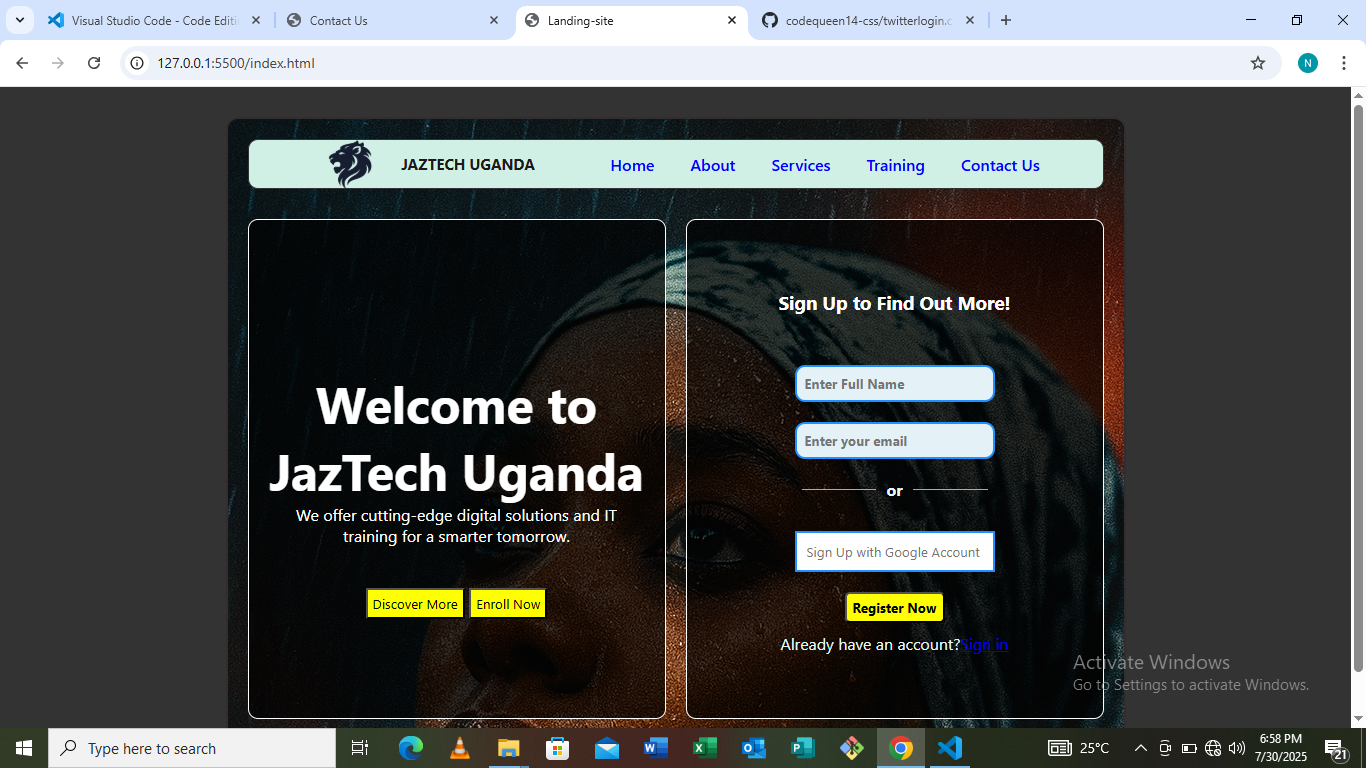 Visual Studio Code - Code Editi
Contact Us
Landing-site
codequeen14-css/twitterlogin.c
127.0.0.1:5500/index.html
N
JAZTECH UGANDA
Home
About
Services
Training
Contact Us
Welcome to
JazTech Uganda
We offer cutting-edge digital solutions and IT
training for a smarter tomorrow.
Discover More
Enroll Now
Sign Up to Find Out More!
Enter Full Name
Enter your email
or
Sign Up with Google Account
Register Now
Already have an account?Sign in
Activate Windows
Go to Settings to activate Windows.
Type here to search
25°C
6:58 PM
7/30/2025
21